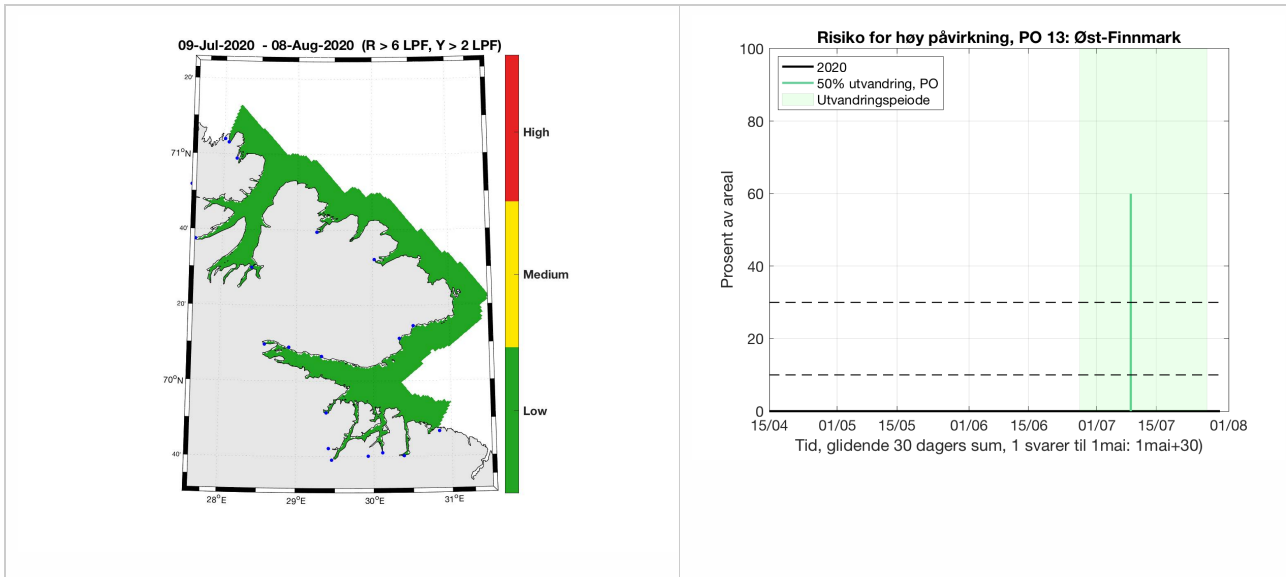 09-Jul-2020 - 08-Aug-2020 (R > 6 LPF, Y > 2 LPF)
20'
71°N
40'
20'
70°N
40'
28°E
29°E
30°E
31°E
13
High
Medium
Low
Risiko for høy påvirkning, PO 13: Øst-Finnmark
2020
50% utvandring, PO
Utvandringspeiode
Prosent av areal
100
80
60
40
20
0
15/04
01/05
15/05
01/06
15/06
01/07
15/07
01/08
Tid, glidende 30 dagers sum, 1 svarer til 1mai: 1mai+30)